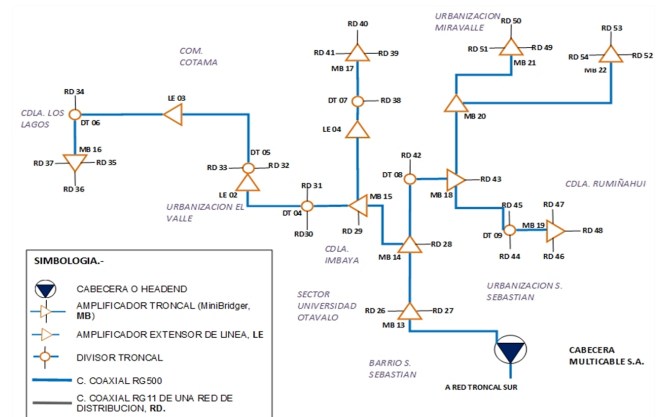 RD 40
RD 41
RD 39
MB 17
URBANIZACION
MIRAVALLE
RD 50
RD 51
RD 49
MB 21
RD 53
RD 54
RD 52
MB 22
COM.
COTAMA
RD 34
LE 03
CDLA. LOS
LAGOS
DT 06
DT 07
RD 38
MB 20
LE 04
MB 16
RD 37
RD 35
RD 36
DT 05
RD 33
RD 32
LE 02
RD 42
DT 08
RD 43
MB 18
CDLA. RUMIÑAHUI
RD 31
MB 15
URBANIZACION EL
VALLE
DT 04
RD30
RD 29
RD 45
RD 47
MB 19
RD 48
DT 09
RD 44
RD 46
CDLA.
IMBAYA
RD 28
MB 14
URBANIZACION S.
SEBASTIAN
SECTOR
UNIVERSIDAD
OTAVALO
RD 26
RD 27
MB 13
BARRIO S.
SEBASTIAN
CABECERA
MULTICABLE S.A.
A RED TRONCAL SUR
SIMBOLOGIA.-
CABECERA O HEADEND
AMPLIFICADOR TRONCAL (MiniBridger,
MB)
AMPLIFICADOR EXTENSOR DE LINEA, LE
DIVISOR TRONCAL
C. COAXIAL RG500
C. COAXIAL RG11 DE UNA RED DE
DISTRIBUCION, RD.